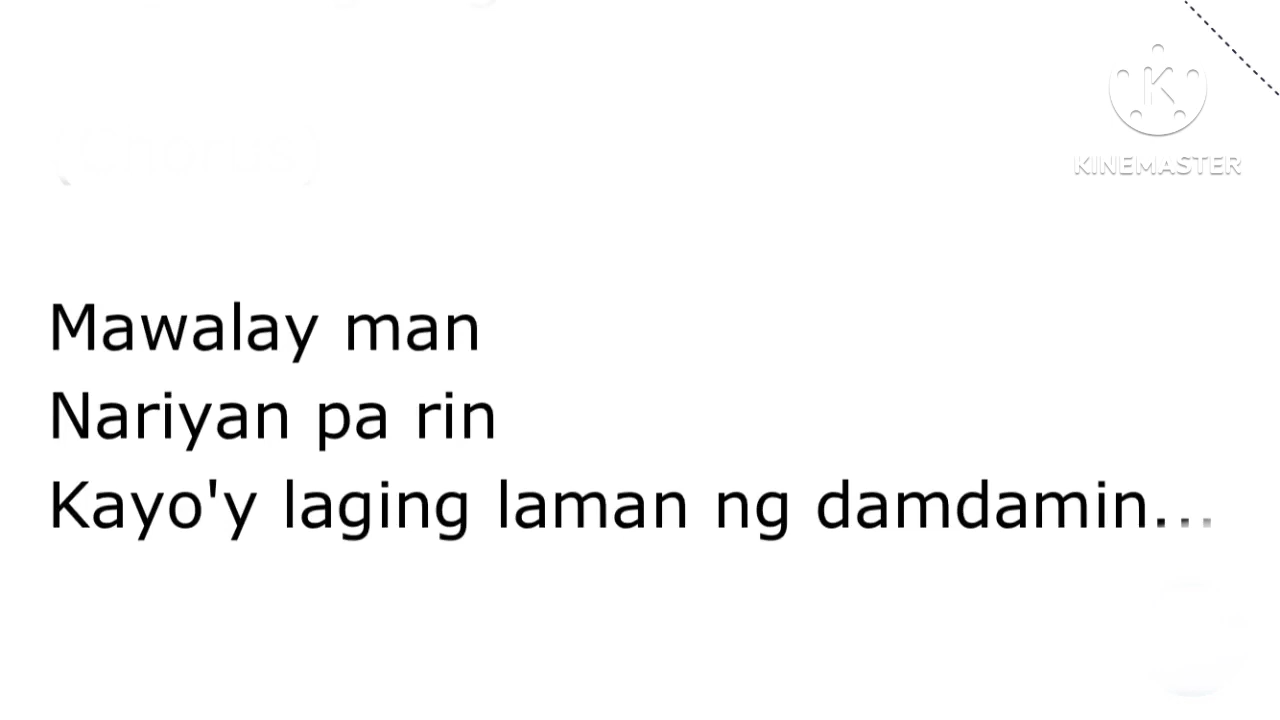 (Chorus)
KINEMASTER
Mawalay man
Nariyan pa rin
Kayo'y laging laman ng damdamin...